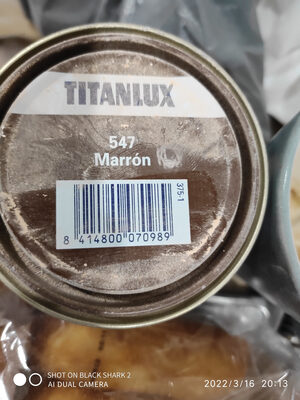 TITANLUX
547
Marrón
375-1
8 414800 070989
SHOT ON BLACK SHARK 2
AI DUAL CAMERA
2022/3/16 20:13